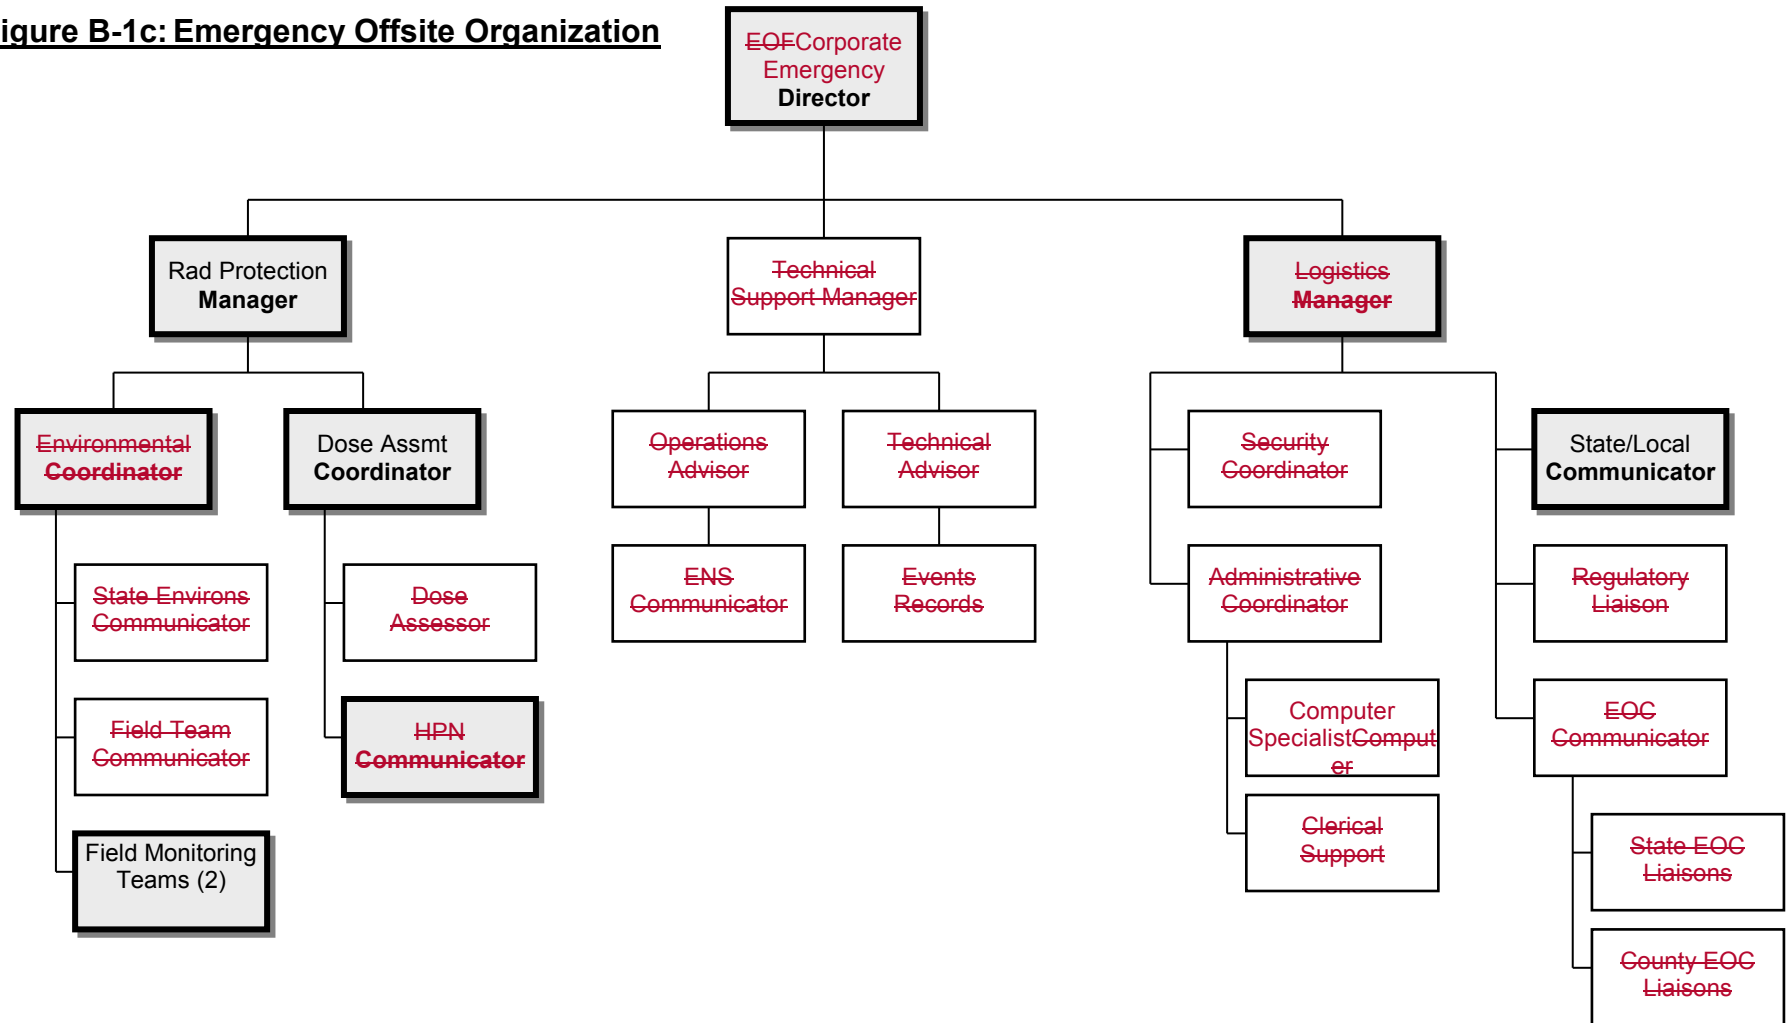 igure B-1c: Emergency Offsite Organization
EOFCorporate
Emergency
Director
Rad Protection
Manager
Technical
Support Manager
Logistics
Manager
Environmental
Coordinator
Dose Assmt
Coordinator
Operations
Advisor
Technical
Advisor
Security
Coordinator
State/Local
Communicator
State Environs
Communicator
Dose
Assessor
ENS
Communicator
Events
Records
Administrative
Coordinator
Regulatory
Liaison
Field Team
Communicator
HPN
Communicator
Computer
SpecialistComput
er
EOC
Communicator
Field Monitoring
Teams (2)
Clerical
Support
State EOC
Liaisons
County EOC
Liaisons